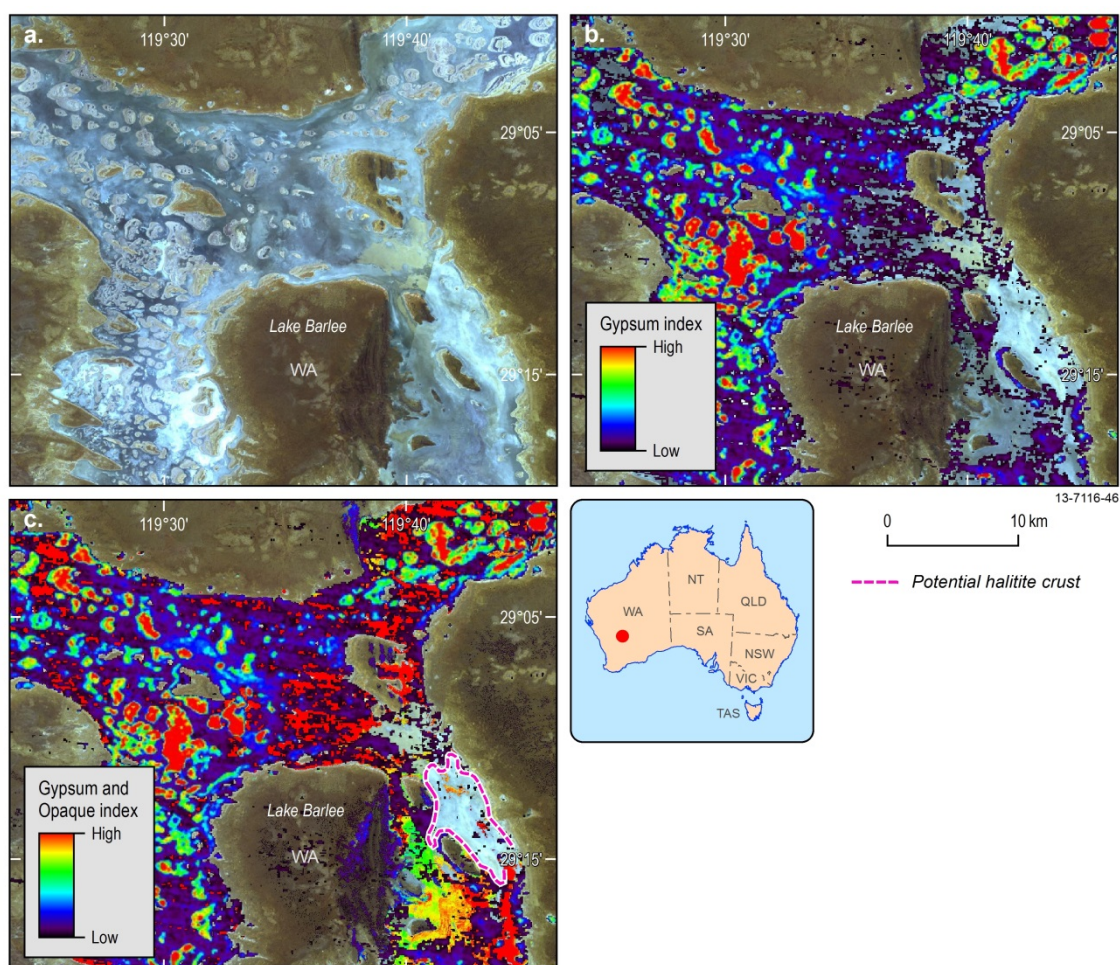 a.
119°30'
119°40'
29°05'
Lake Barlee
WA
29°15'
b.
119°30'
119°40'
29°05'
Gypsum index
High
Low
Lake Barlee
WA
29°15'
13-7116-46
c.
119°30'
119°40'
29°05'
Gypsum and
Opaque index
High
Low
Lake Barlee
WA
29°15'
NT
WA
QLD
SA
NSW
VIC
TAS
0 10 km
Potential halitite crust